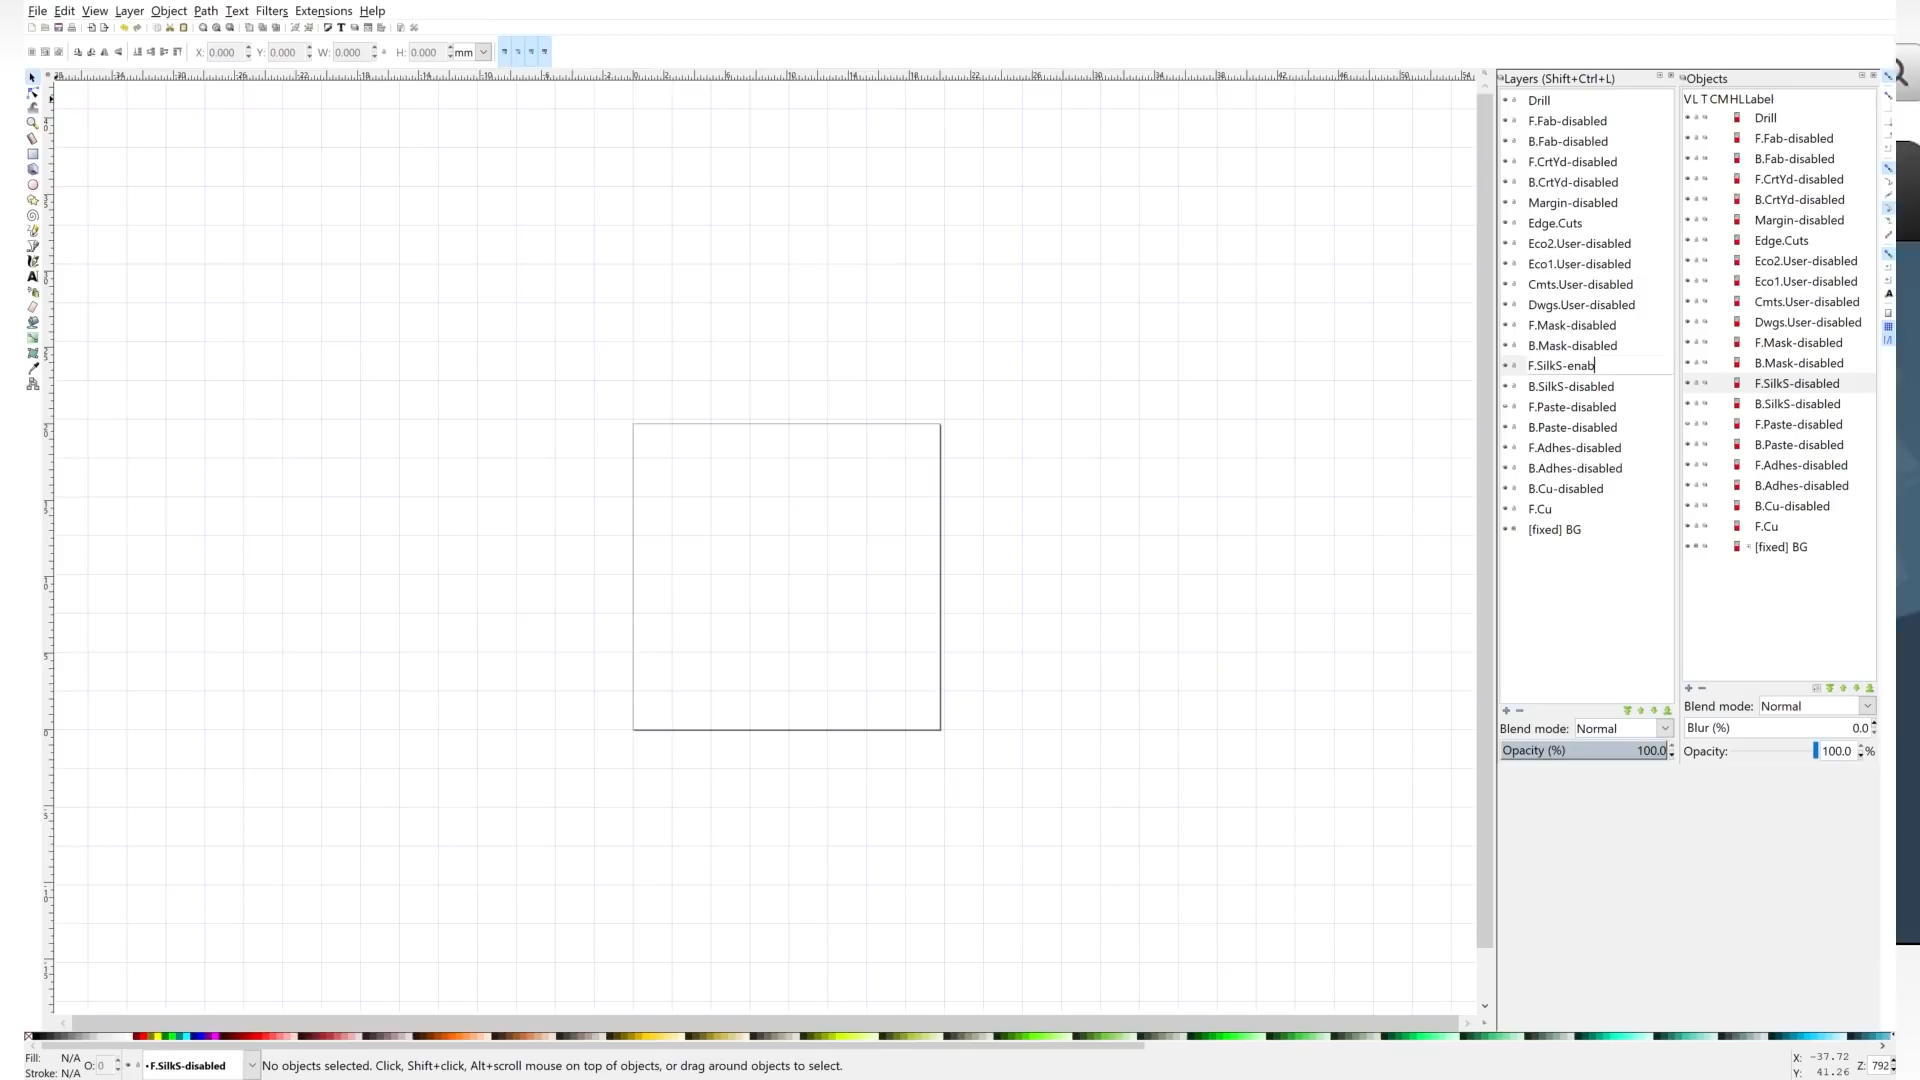 File Edit View Layer Object Path Text Filters Extensions Help
X: 0.000 Y: 0.000 W: 0.000 H: 0.000 mm
Layers (Shift+Ctrl+L)
Drill
F.Fab-disabled
B.Fab-disabled
F.CrtYd-disabled
B.CrtYd-disabled
Margin-disabled
Edge.Cuts
Eco2.User-disabled
Eco1.User-disabled
Cmts.User-disabled
Dwgs.User-disabled
F.Mask-disabled
B.Mask-disabled
F.SilkS-enab
B.SilkS-disabled
F.Paste-disabled
B.Paste-disabled
F.Adhes-disabled
B.Adhes-disabled
B.Cu-disabled
F.Cu
[fixed] BG
Blend mode: Normal
Opacity (%) 100.0
Objects
VL T CMHLLabel
Drill
F.Fab-disabled
B.Fab-disabled
F.CrtYd-disabled
B.CrtYd-disabled
Margin-disabled
Edge.Cuts
Eco2.User-disabled
Eco1.User-disabled
Cmts.User-disabled
Dwgs.User-disabled
F.Mask-disabled
B.Mask-disabled
F.SilkS-disabled
B.SilkS-disabled
F.Paste-disabled
B.Paste-disabled
F.Adhes-disabled
B.Adhes-disabled
B.Cu-disabled
F.Cu
[fixed] BG
Blend mode: Normal
Blur (%) 0.0
Opacity: 100.0 %
Fill: N/A
Stroke: N/A
O: 0
•F.SilkS-disabled
No objects selected. Click, Shift+click, Alt+scroll mouse on top of objects, or drag around objects to select.
X: -37.72
Y: 41.26
Z: 792